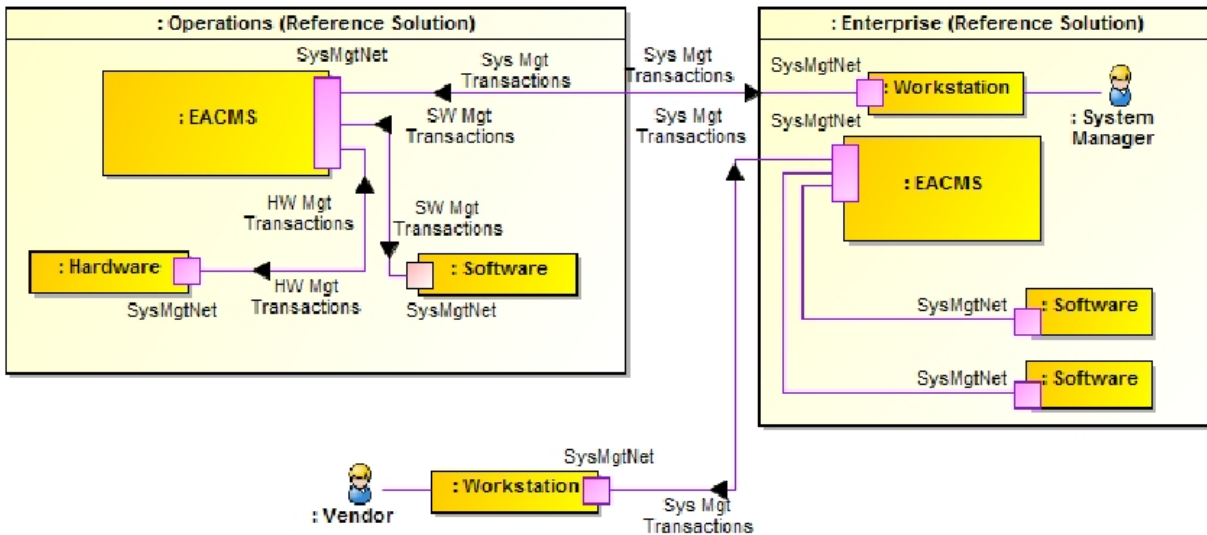 : Operations (Reference Solution)
SysMgtNet
: EACMS
Sys Mgt
Transactions
SW Mgt
Transactions
HW Mgt
Transactions
SW Mgt
Transactions
: Hardware
SysMgtNet
HW Mgt
Transactions
: Software
SysMgtNet
Sys Mgt
Transactions
Sys Mgt
Transactions
: Enterprise (Reference Solution)
SysMgtNet
: Workstation
: System
Manager
SysMgtNet
: EACMS
SysMgtNet
: Software
SysMgtNet
: Software
SysMgtNet
: Vendor
: Workstation
Sys Mgt
Transactions